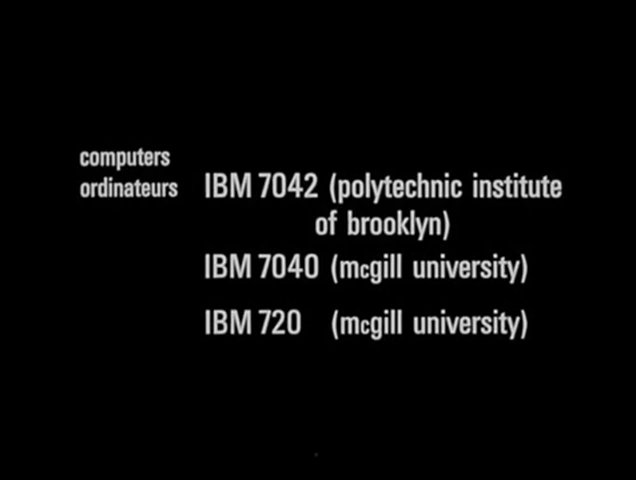 computers
ordinateurs IBM 7042 (polytechnic institute
of brooklyn)
IBM 7040 (mcgill university)
IBM 720 (mcgill university)